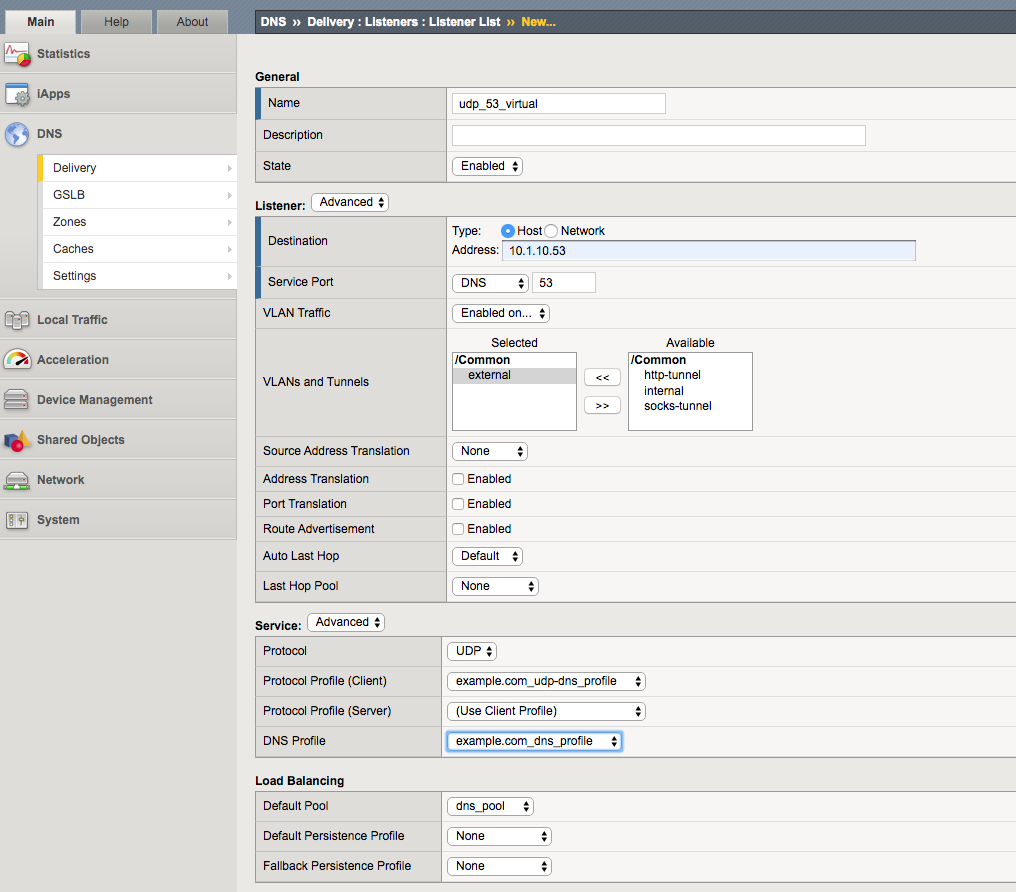 Main Help About
DNS ›› Delivery : Listeners : Listener List ›› New...
Statistics
iApps
DNS
Delivery
GSLB
Zones
Caches
Settings
Local Traffic
Acceleration
Device Management
Shared Objects
Network
System
General
Name udp_53_virtual
Description
State Enabled
Listener: Advanced
Destination
Type: Host Network
Address: 10.1.10.53
Service Port DNS 53
VLAN Traffic Enabled on...
VLANs and Tunnels
Selected Available
/Common /Common
external http-tunnel
<< internal
>> socks-tunnel
Source Address Translation None
Address Translation Enabled
Port Translation Enabled
Route Advertisement Enabled
Auto Last Hop Default
Last Hop Pool None
Service: Advanced
Protocol UDP
Protocol Profile (Client) example.com_udp-dns_profile
Protocol Profile (Server) (Use Client Profile)
DNS Profile example.com_dns_profile
Load Balancing
Default Pool dns_pool
Default Persistence Profile None
Fallback Persistence Profile None